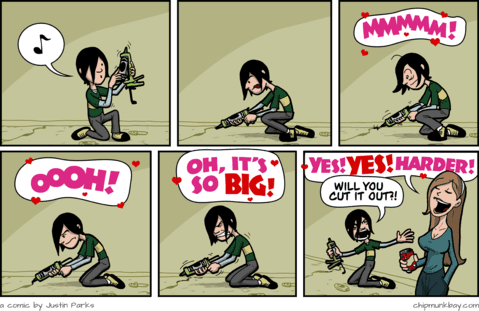 MMMMM!
OOOH!
OH, IT'S
SO BIG!
YES! YES! HARDER!
WILL YOU
CUT IT OUT?!
a comic by Justin Parks
chipmunkbay.com